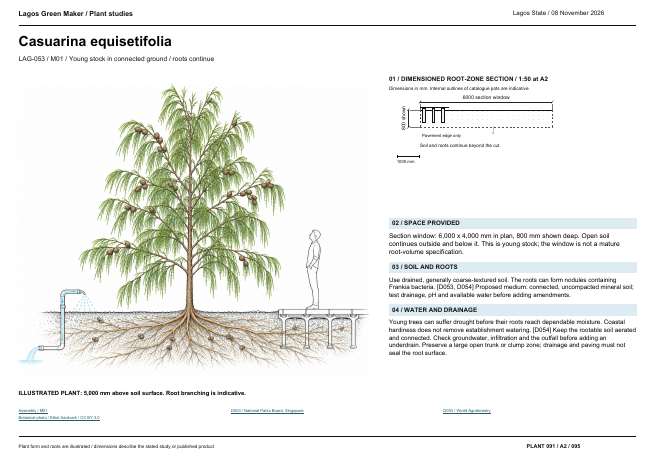 Lagos Green Maker / Plant studies
Lagos State / 08 November 2026
Casuarina equisetifolia
LAG-053 / M01 / Young stock in connected ground / roots continue
01 / DIMENSIONED ROOT-ZONE SECTION / 1:50 at A2
Dimensions in mm. Internal outlines of catalogue pots are indicative.
6000 section window
800 shown
Pavement edge only
Soil and roots continue beyond the cut.
1000 mm
02 / SPACE PROVIDED
Section window: 6,000 x 4,000 mm in plan, 800 mm shown deep. Open soil
continues outside and below it. This is young stock; the window is not a mature
root-volume specification.
03 / SOIL AND ROOTS
Use drained, generally coarse-textured soil. The roots can form nodules containing
Frankia bacteria. [D053, D054] Proposed medium: connected, uncompacted mineral soil;
test drainage, pH and available water before adding amendments.
04 / WATER AND DRAINAGE
Young trees can suffer drought before their roots reach dependable moisture. Coastal
hardiness does not remove establishment watering. [D054] Keep the rootable soil aerated
and connected. Check groundwater, infiltration and the outfall before adding an
underdrain. Preserve a large open trunk or clump zone; drainage and paving must not
seal the root surface.
ILLUSTRATED PLANT: 5,000 mm above soil surface. Root branching is indicative.
Assembly / M01
D053 / National Parks Board, Singapore
D054 / World Agroforestry
Plant form and roots are illustrated / dimensions describe the stated study or published product
PLANT 091 / A2 / 095